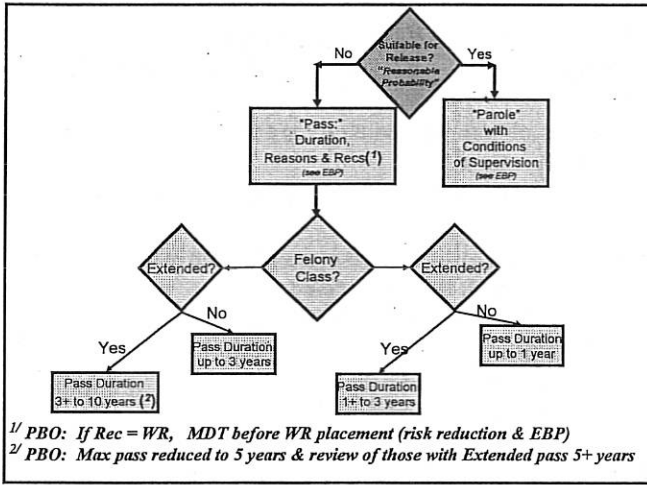 Suitable for
Release?
"Reasonable
Probability"
No
Yes
"Pass:"
Duration,
Reasons & Recs(1)
(see EBP)
"Parole"
with
Conditions
of Supervision
(see EBP)
Extended?
Felony
Class?
Extended?
Yes
No
Pass Duration
up to 3 years
Yes
No
Pass Duration
up to 1 year
Pass Duration
3+ to 10 years (2)
Pass Duration
1+ to 3 years
1/ PBO: If Rec = WR, MDT before WR placement (risk reduction & EBP)
2/ PBO: Max pass reduced to 5 years & review of those with Extended pass 5+ years